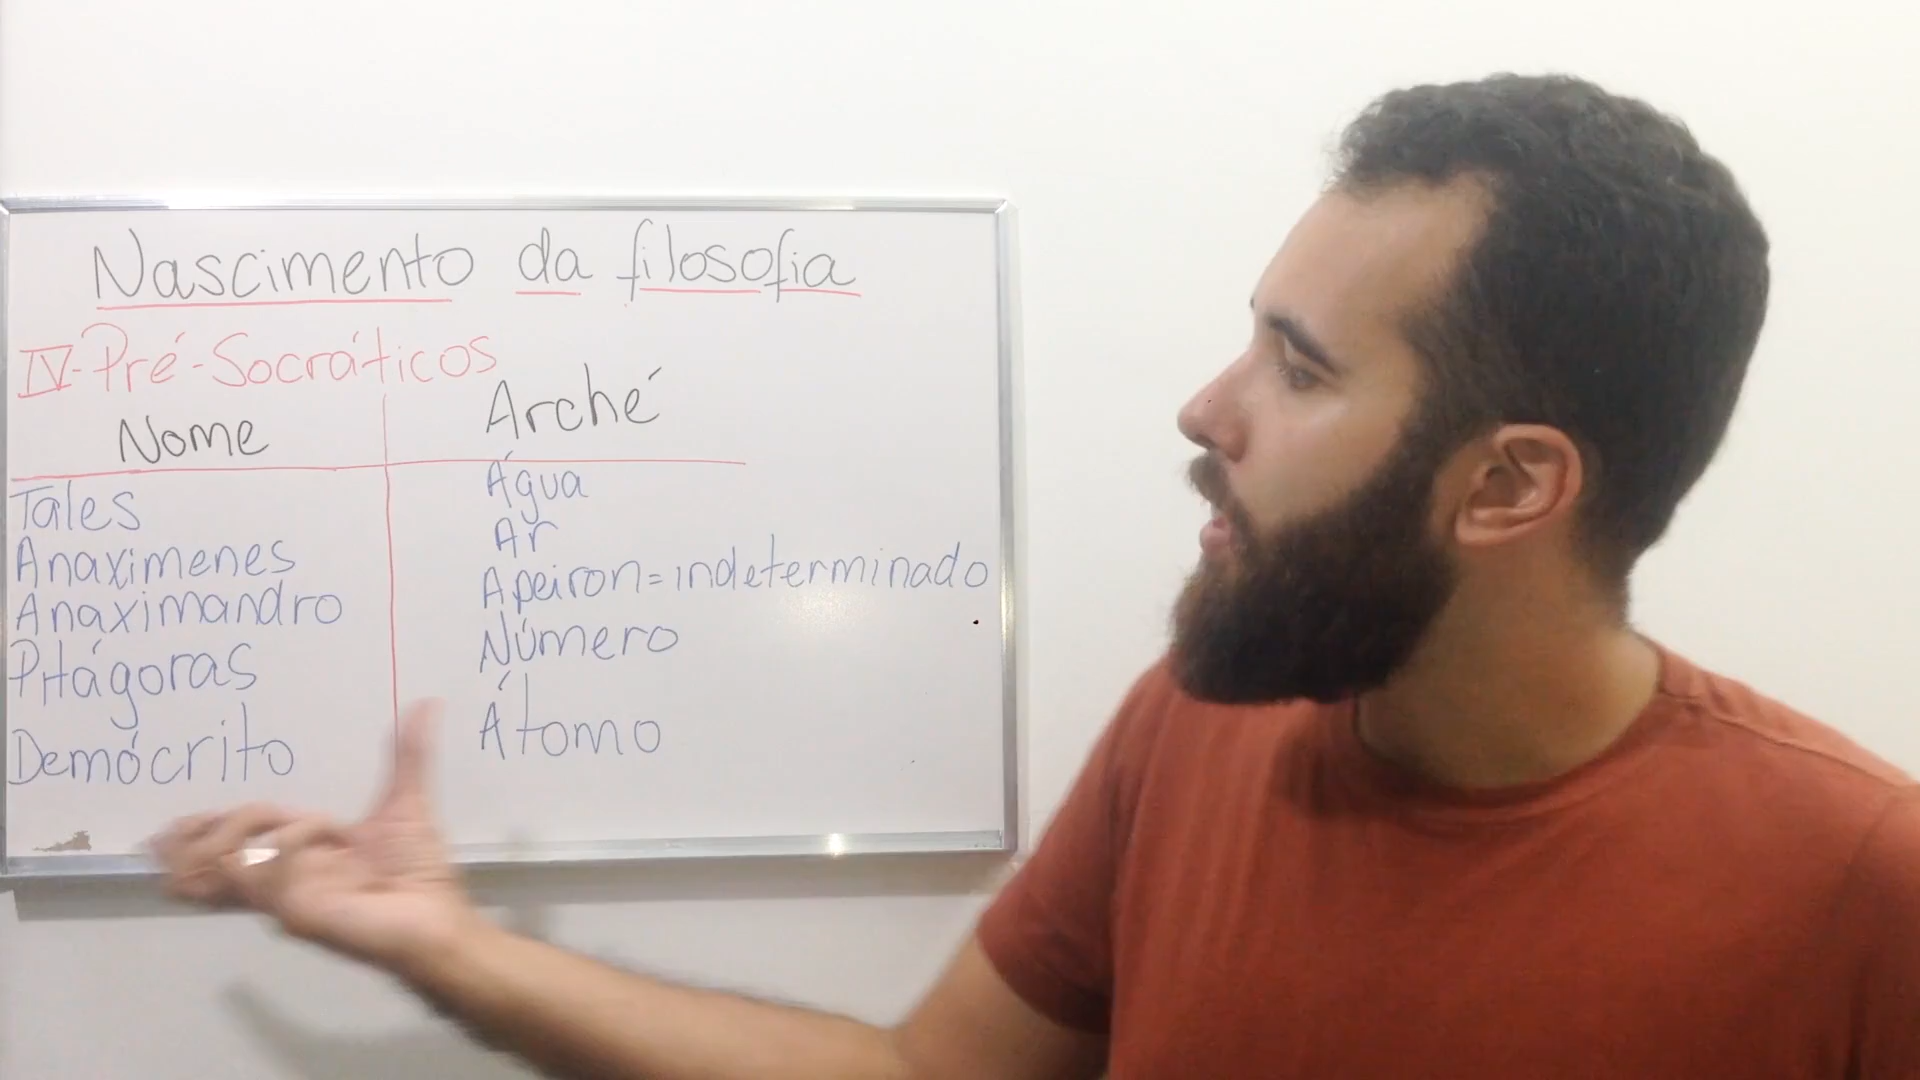 Nascimento da filosofia
IV-Pré-Socráticos
Nome Arché
Tales Água
Anaximenes Ar
Anaximandro Apeiron=indeterminado
Pitágoras Número
Demócrito Átomo